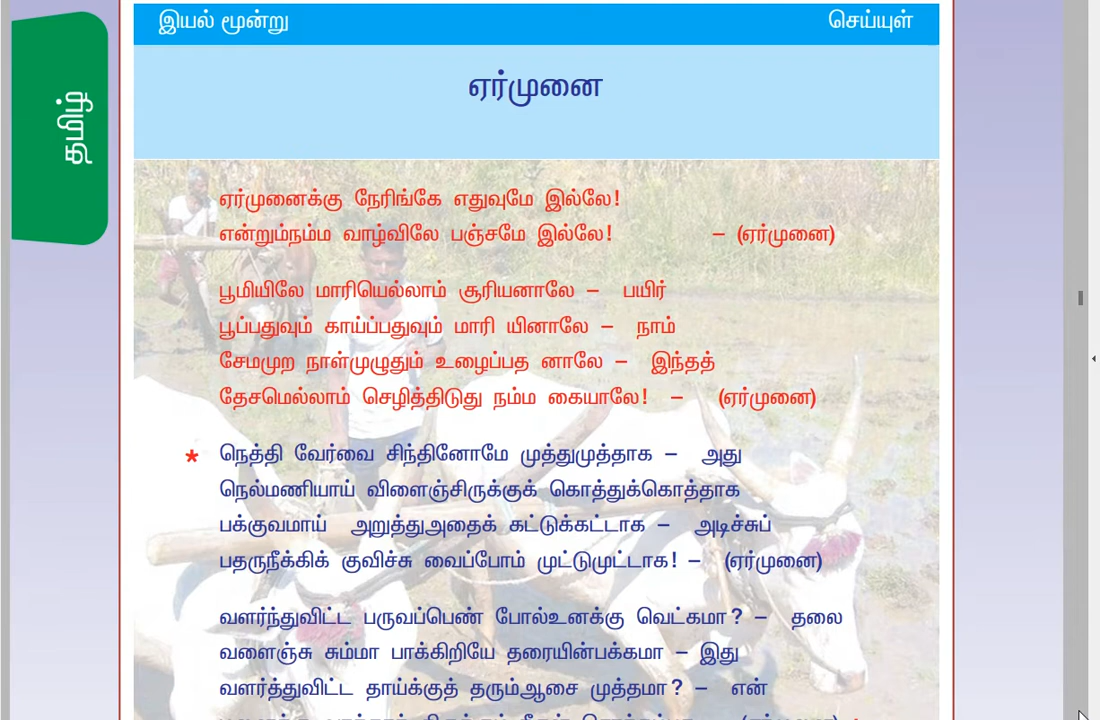 இயல் மூன்று செய்யுள்
தமிழ்
ஏர்முனை
ஏர்முனைக்கு நேரிங்கே எதுவுமே இல்லே!
என்றும்நம்ம வாழ்விலே பஞ்சமே இல்லே! – (ஏர்முனை)
பூமியிலே மாரியெல்லாம் சூரியனாலே – பயிர்
பூப்பதுவும் காய்ப்பதுவும் மாரி யினாலே – நாம்
சேமமுற நாள்முழுதும் உழைப்பத னாலே – இந்தத்
தேசமெல்லாம் செழித்திடுது நம்ம கையாலே! – (ஏர்முனை)
* நெத்தி வேர்வை சிந்தினோமே முத்துமுத்தாக – அது
நெல்மணியாய் விளைஞ்சிருக்குக் கொத்துக்கொத்தாக
பக்குவமாய் அறுத்துஅதைக் கட்டுக்கட்டாக – அடிச்சுப்
பதருநீக்கிக் குவிச்சு வைப்போம் முட்டுமுட்டாக! – (ஏர்முனை)
வளர்ந்துவிட்ட பருவப்பெண் போல்உனக்கு வெட்கமா? – தலை
வளைஞ்சு சும்மா பாக்கிறியே தரையின்பக்கமா – இது
வளர்த்துவிட்ட தாய்க்குத் தரும்ஆசை முத்தமா? – என்